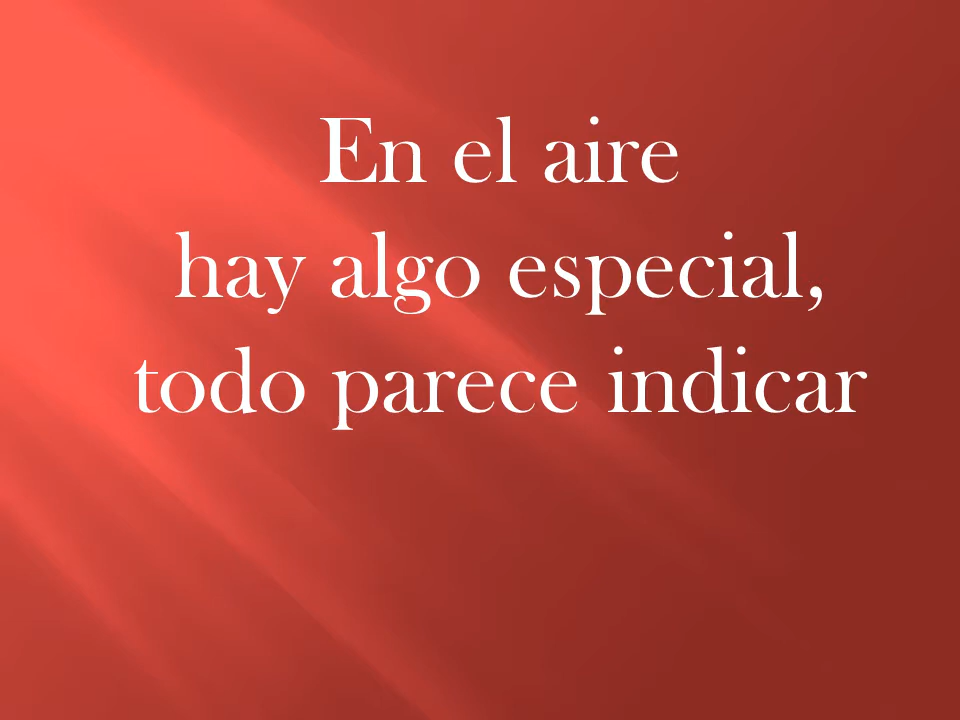 En el aire
hay algo especial,
todo parece indicar